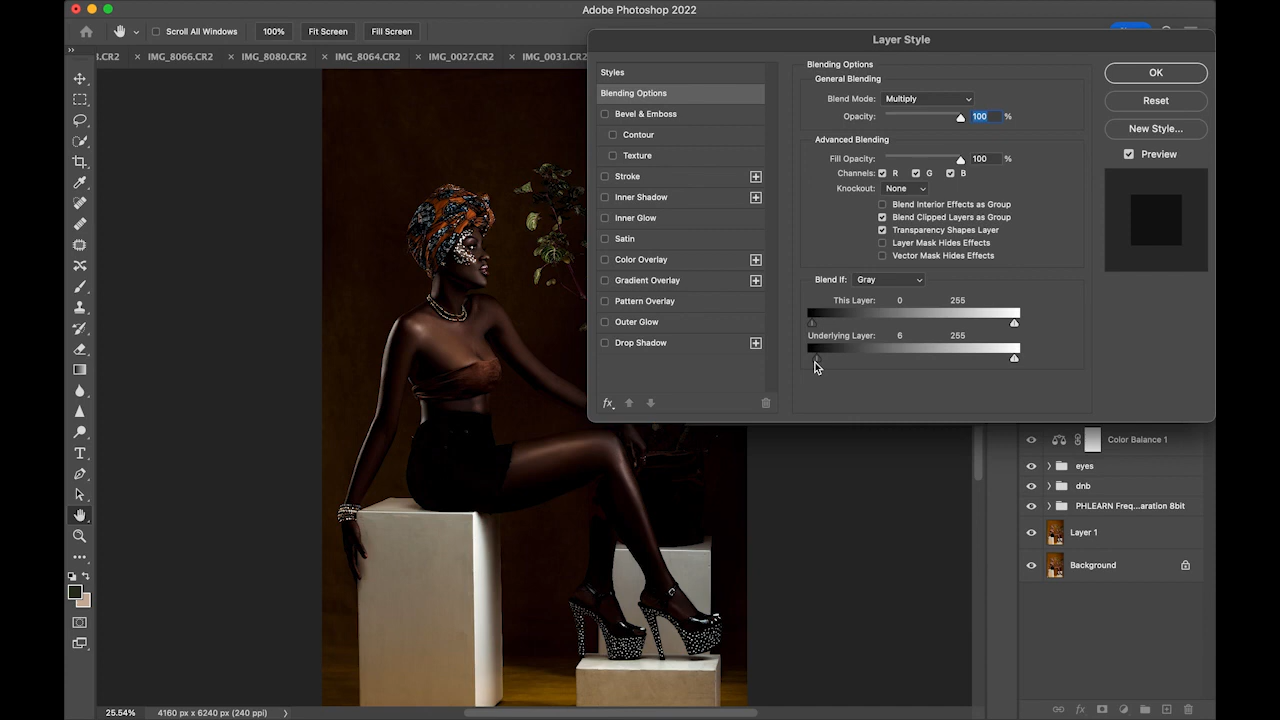 Adobe Photoshop 2022
Scroll All Windows 100% Fit Screen Fill Screen
I.CR2 × IMG_8066.CR2 × IMG_8080.CR2 × IMG_8064.CR2 × IMG_0027.CR2 × IMG_0031.CR2
Layer Style
Styles
Blending Options
Bevel & Emboss
Contour
Texture
Stroke
Inner Shadow
Inner Glow
Satin
Color Overlay
Gradient Overlay
Pattern Overlay
Outer Glow
Drop Shadow
fx
Blending Options
General Blending
Blend Mode: Multiply
Opacity: 100 %
Advanced Blending
Fill Opacity: 100 %
Channels: R G B
Knockout: None
Blend Interior Effects as Group
Blend Clipped Layers as Group
Transparency Shapes Layer
Layer Mask Hides Effects
Vector Mask Hides Effects
Blend If: Gray
This Layer: 0 255
Underlying Layer: 6 255
OK
Reset
New Style...
Preview
Color Balance 1
eyes
dnb
PHLEARN Freq...aration 8bit
Layer 1
Background
fx
25.54% 4160 px x 6240 px (240 ppi)